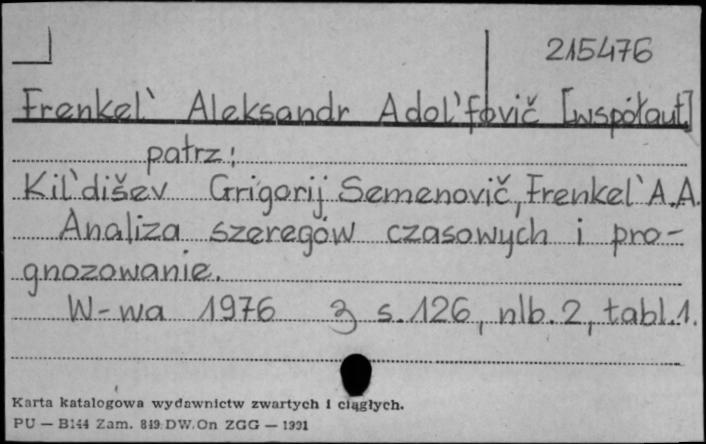 215476
Frenkel' Aleksandr Adol'fovič [współaut.]
patrz:
Kil'dišev Grigorij Semenovič, Frenkel' A.A.
Analiza szeregów czasowych i pro-
gnozowanie.
W-wa 1976 s. 126, nlb. 2, tabl. 1.
Karta katalogowa wydawnictw zwartych i ciągłych.
PU — B144 Zam. 849 DW.On ZGG — 1991